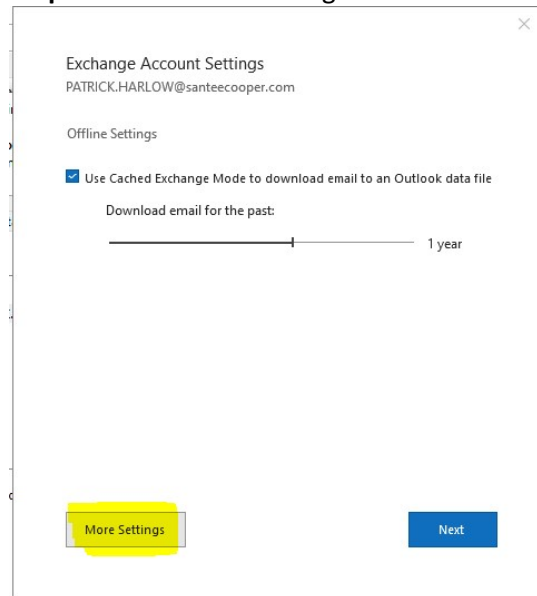 Exchange Account Settings
PATRICK.HARLOW@santeecooper.com
Offline Settings
Use Cached Exchange Mode to download email to an Outlook data file
Download email for the past:
1 year
More Settings
Next